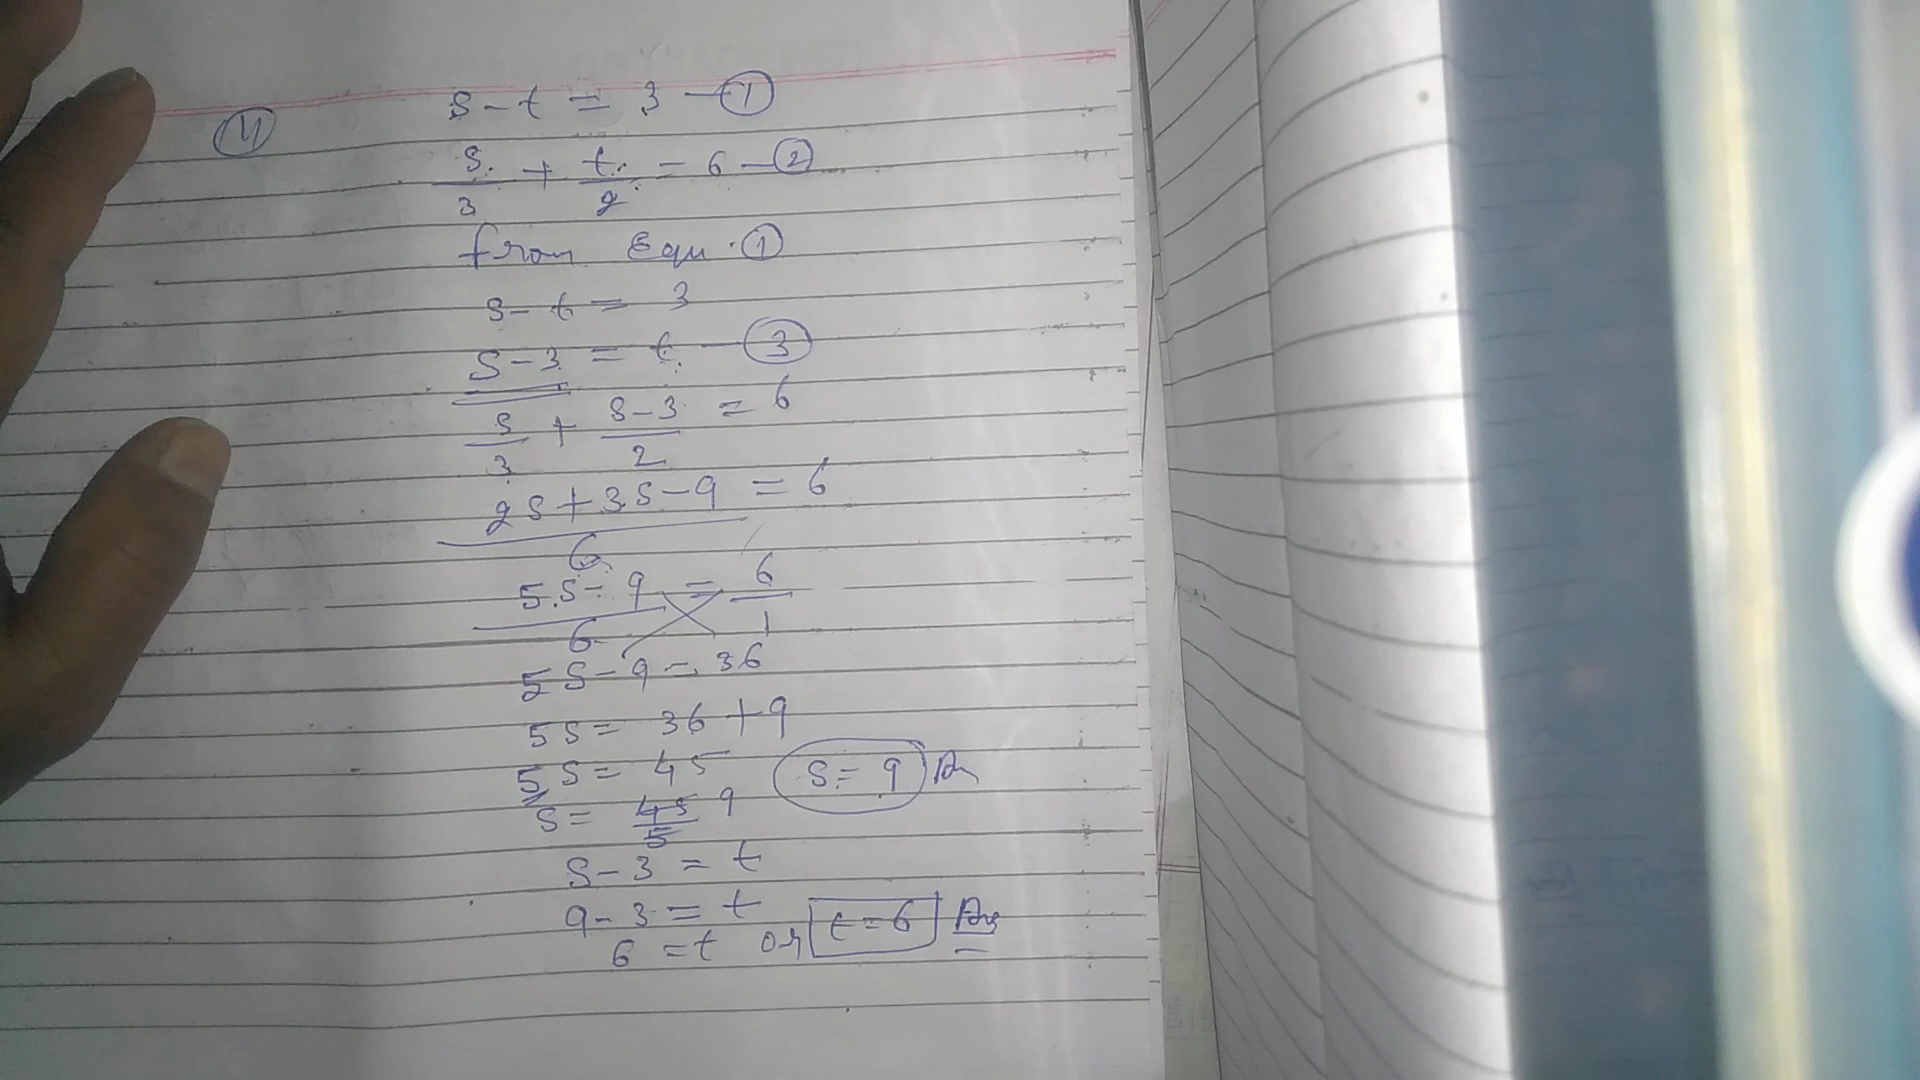 (4)
s - t = 3 - (1)
s/3 + t/2 = 6 - (2)
from Equ. (1)
s - t = 3
s - 3 = t - (3)
s/3 + s-3/2 = 6
2s + 3s - 9 / 6 = 6
5s - 9 / 6 = 6/1
5s - 9 = 36
5s = 36 + 9
5s = 45
s = 45/5 9 s = 9 Ans
s - 3 = t
9 - 3 = t
6 = t or t = 6 Ans